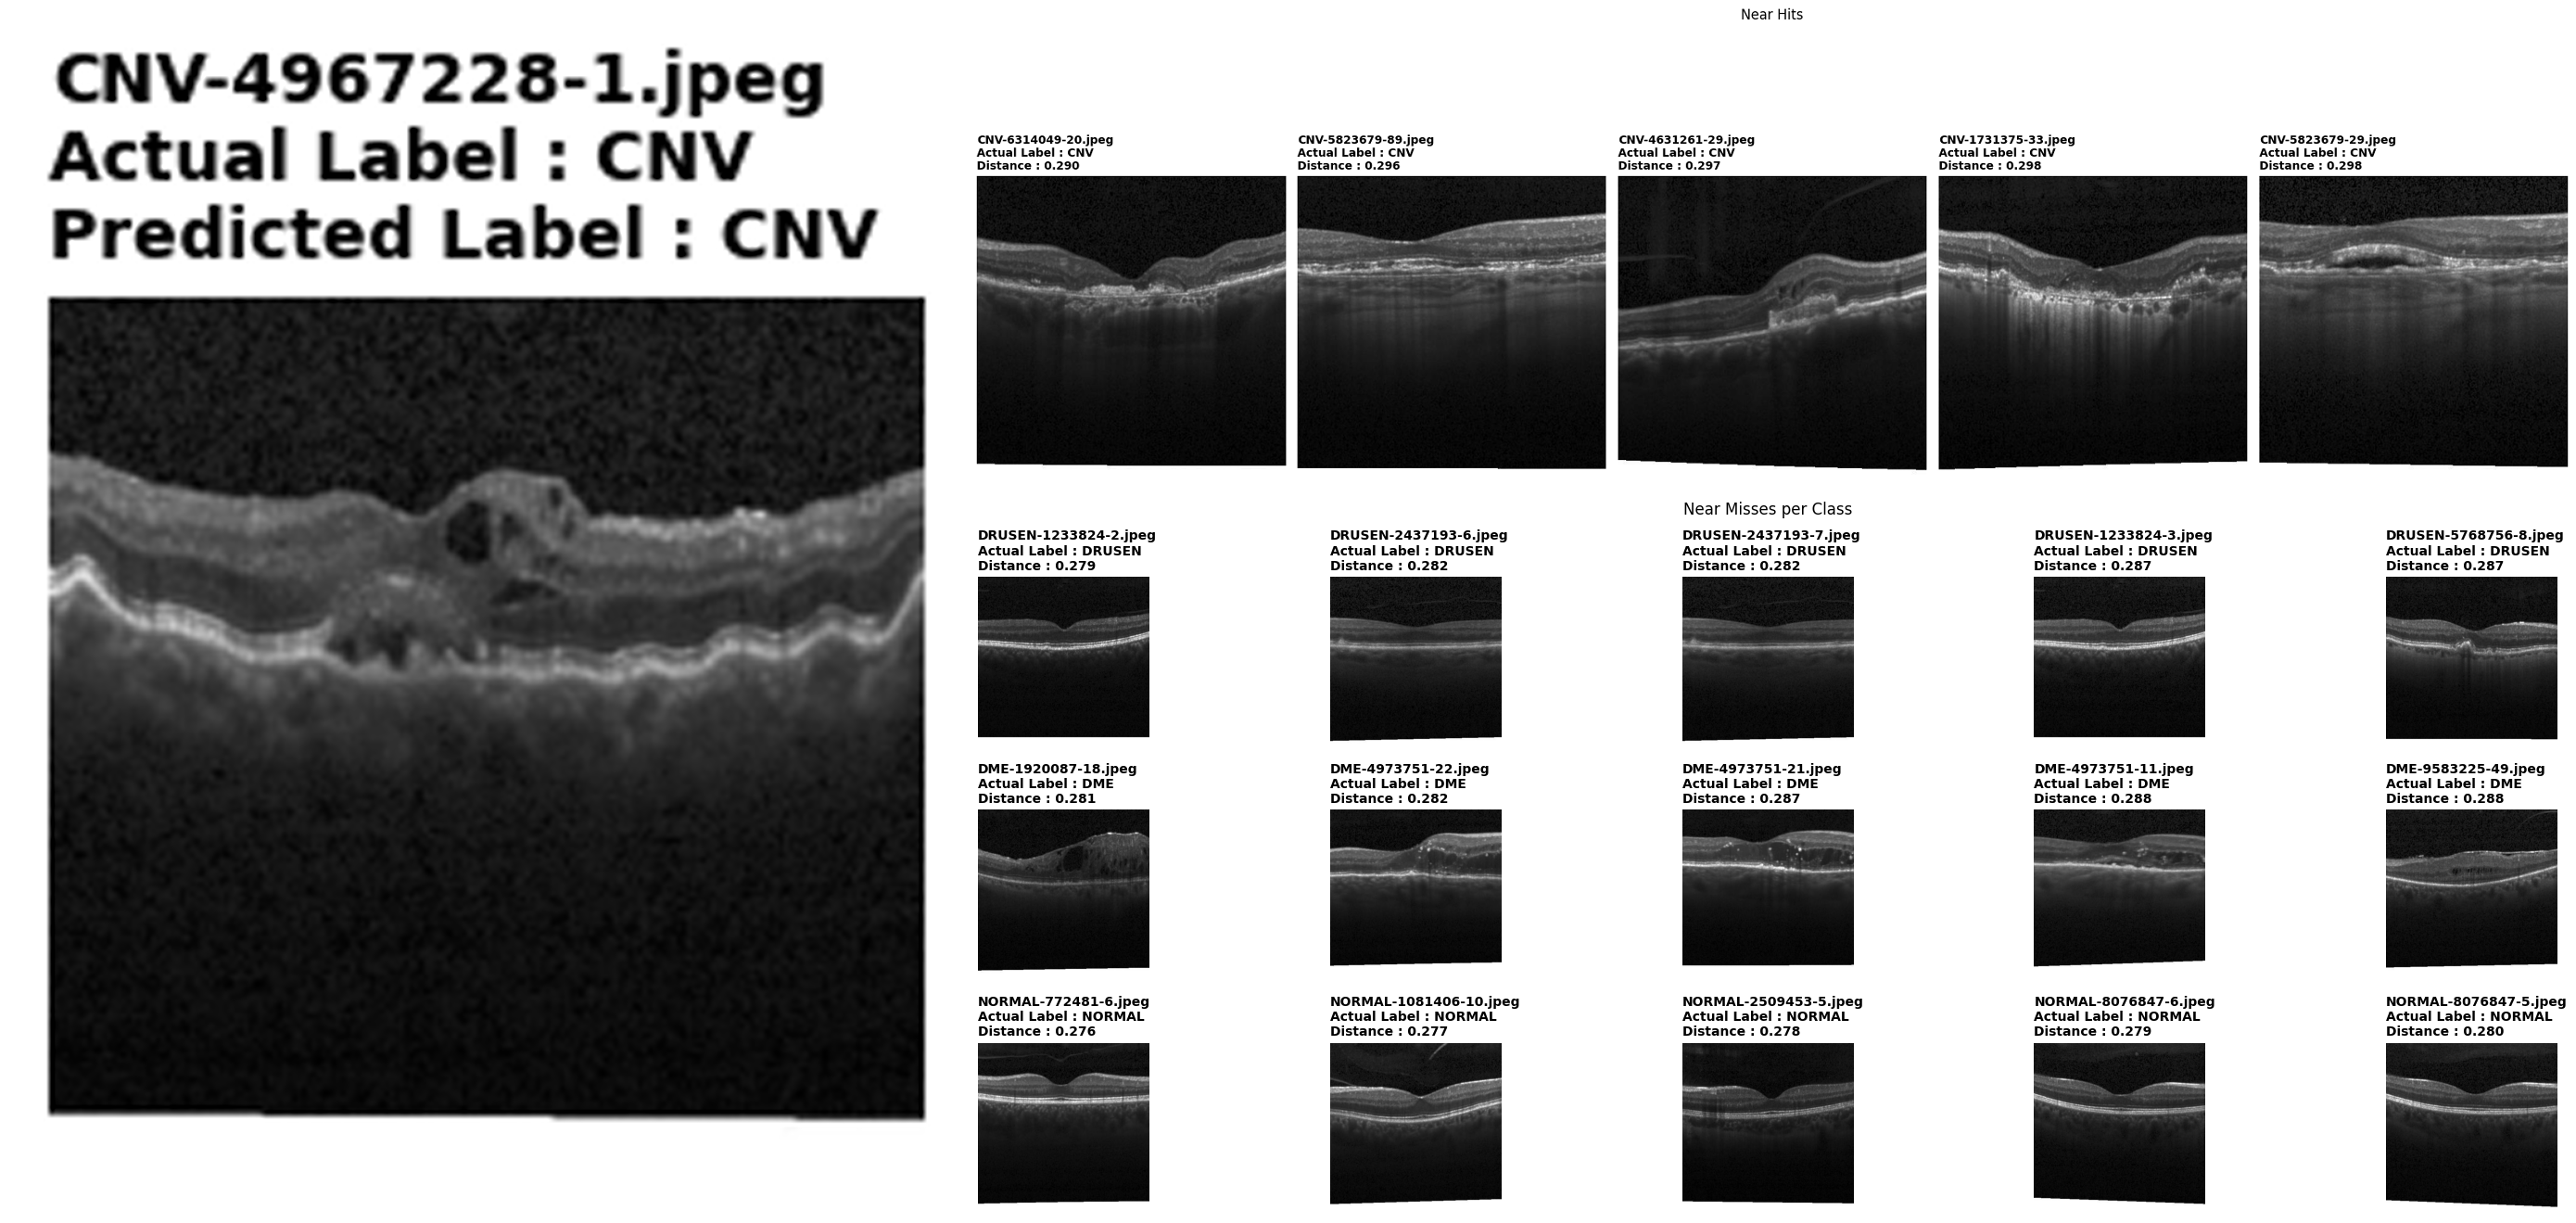 CNV-4967228-1.jpeg
Actual Label : CNV
Predicted Label : CNV
Near Hits
CNV-6314049-20.jpeg
Actual Label : CNV
Distance : 0.290
CNV-5823679-89.jpeg
Actual Label : CNV
Distance : 0.296
CNV-4631261-29.jpeg
Actual Label : CNV
Distance : 0.297
CNV-1731375-33.jpeg
Actual Label : CNV
Distance : 0.298
CNV-5823679-29.jpeg
Actual Label : CNV
Distance : 0.298
Near Misses per Class
DRUSEN-1233824-2.jpeg
Actual Label : DRUSEN
Distance : 0.279
DRUSEN-2437193-6.jpeg
Actual Label : DRUSEN
Distance : 0.282
DRUSEN-2437193-7.jpeg
Actual Label : DRUSEN
Distance : 0.282
DRUSEN-1233824-3.jpeg
Actual Label : DRUSEN
Distance : 0.287
DRUSEN-5768756-8.jpeg
Actual Label : DRUSEN
Distance : 0.287
DME-1920087-18.jpeg
Actual Label : DME
Distance : 0.281
DME-4973751-22.jpeg
Actual Label : DME
Distance : 0.282
DME-4973751-21.jpeg
Actual Label : DME
Distance : 0.287
DME-4973751-11.jpeg
Actual Label : DME
Distance : 0.288
DME-9583225-49.jpeg
Actual Label : DME
Distance : 0.288
NORMAL-772481-6.jpeg
Actual Label : NORMAL
Distance : 0.276
NORMAL-1081406-10.jpeg
Actual Label : NORMAL
Distance : 0.277
NORMAL-2509453-5.jpeg
Actual Label : NORMAL
Distance : 0.278
NORMAL-8076847-6.jpeg
Actual Label : NORMAL
Distance : 0.279
NORMAL-8076847-5.jpeg
Actual Label : NORMAL
Distance : 0.280